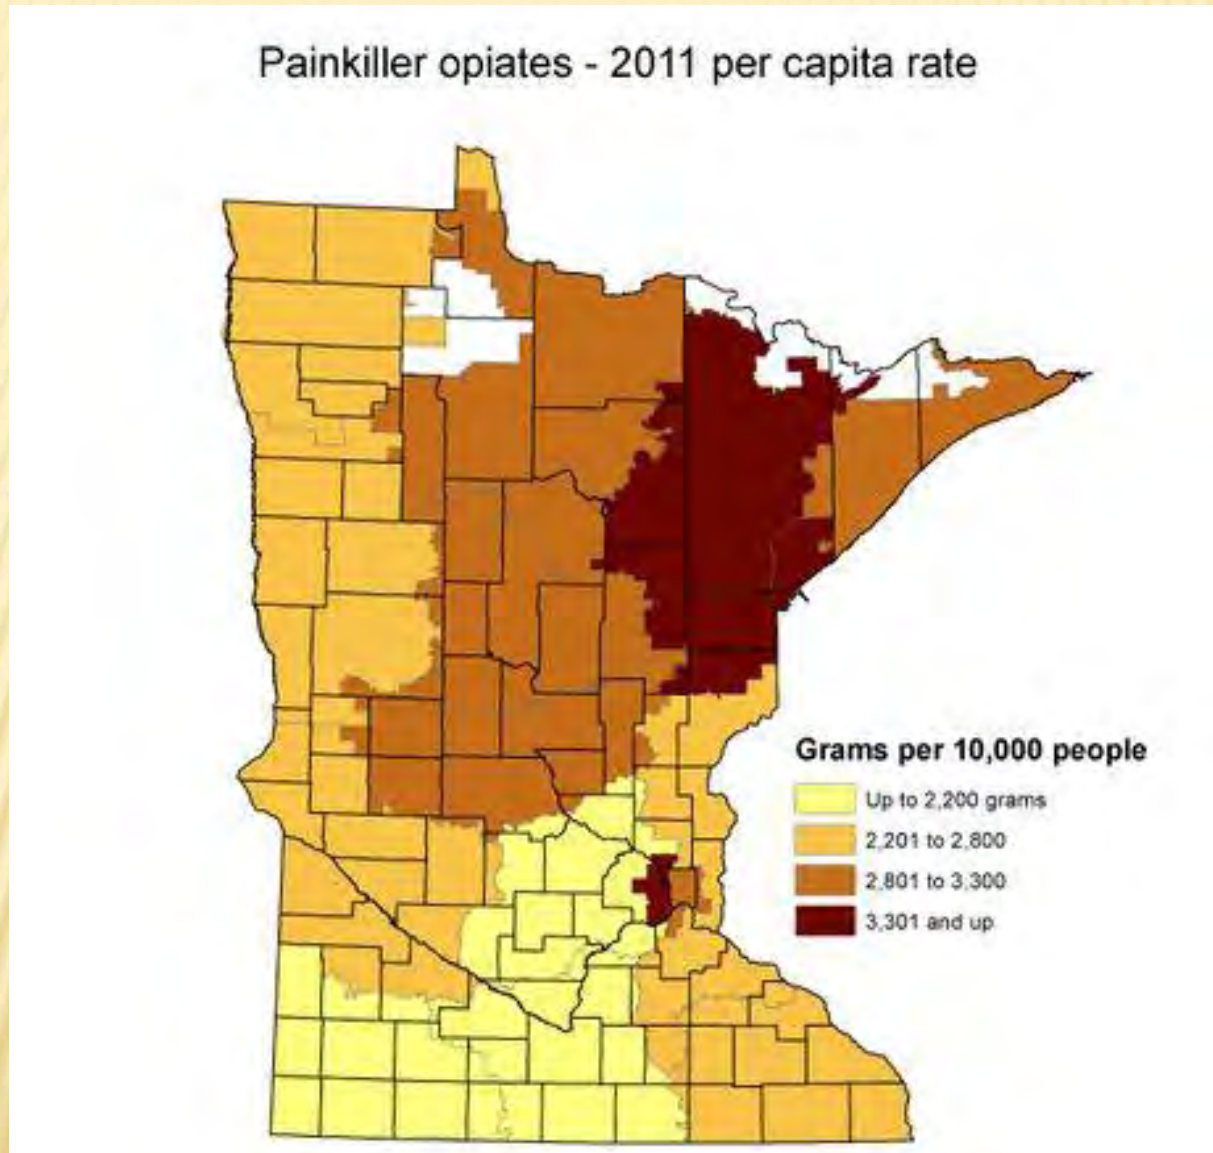 Painkiller opiates - 2011 per capita rate
Grams per 10,000 people
Up to 2,200 grams
2,201 to 2,800
2,801 to 3,300
3,301 and up